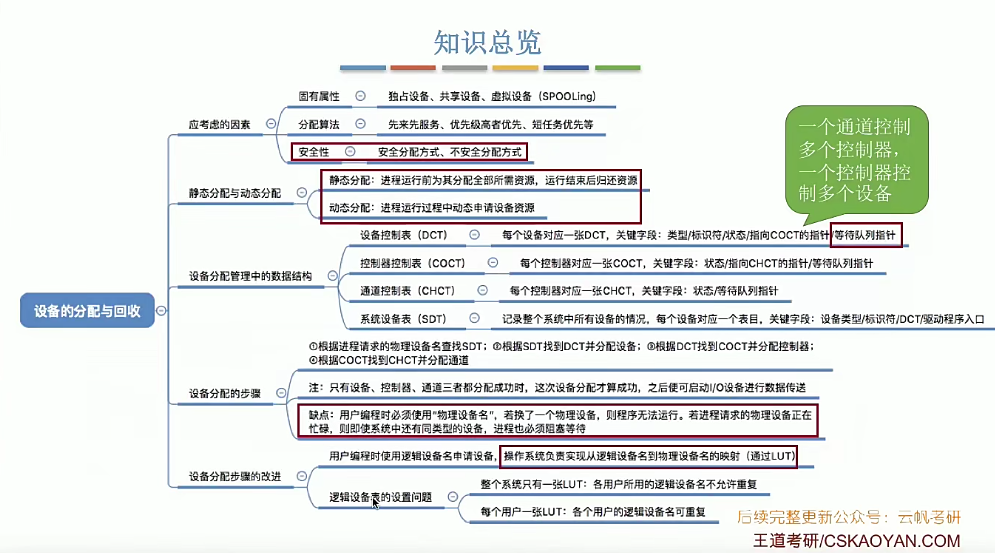 知识总览
固有属性
独占设备、共享设备、虚拟设备（SPOOLing）
应考虑的因素
分配算法
先来先服务、优先级高者优先、短任务优先等
安全性
安全分配方式、不安全分配方式
一个通道控制
多个控制器，
一个控制器控
制多个设备
静态分配与动态分配
静态分配：进程运行前为其分配全部所需资源，运行结束后归还资源
动态分配：进程运行过程中动态申请设备资源
设备分配管理中的数据结构
设备控制表（DCT）
每个设备对应一张DCT，关键字段：类型/标识符/状态/指向COCT的指针/等待队列指针
控制器控制表（COCT）
每个控制器对应一张COCT，关键字段：状态/指向CHCT的指针/等待队列指针
通道控制表（CHCT）
每个控制器对应一张CHCT，关键字段：状态/等待队列指针
系统设备表（SDT）
记录整个系统中所有设备的情况，每个设备对应一个表目，关键字段：设备类型/标识符/DCT/驱动程序入口
设备的分配与回收
设备分配的步骤
①根据进程请求的物理设备名查找SDT；②根据SDT找到DCT并分配设备；③根据DCT找到COCT并分配控制器；
④根据COCT找到CHCT并分配通道
注：只有设备、控制器、通道三者都分配成功时，这次设备分配才算成功，之后便可启动I/O设备进行数据传送
缺点：用户编程时必须使用“物理设备名”，若换了一个物理设备，则程序无法运行。若进程请求的物理设备正在
忙碌，则即使系统中还有同类型的设备，进程也必须阻塞等待
设备分配步骤的改进
用户编程时使用逻辑设备名申请设备，操作系统负责实现从逻辑设备名到物理设备名的映射（通过LUT）
逻辑设备表的设置问题
整个系统只有一张LUT：各用户所用的逻辑设备名不允许重复
每个用户一张LUT：各个用户的逻辑设备名可重复
后续完整更新公众号：云帆考研
王道考研/CSKAOYAN.COM